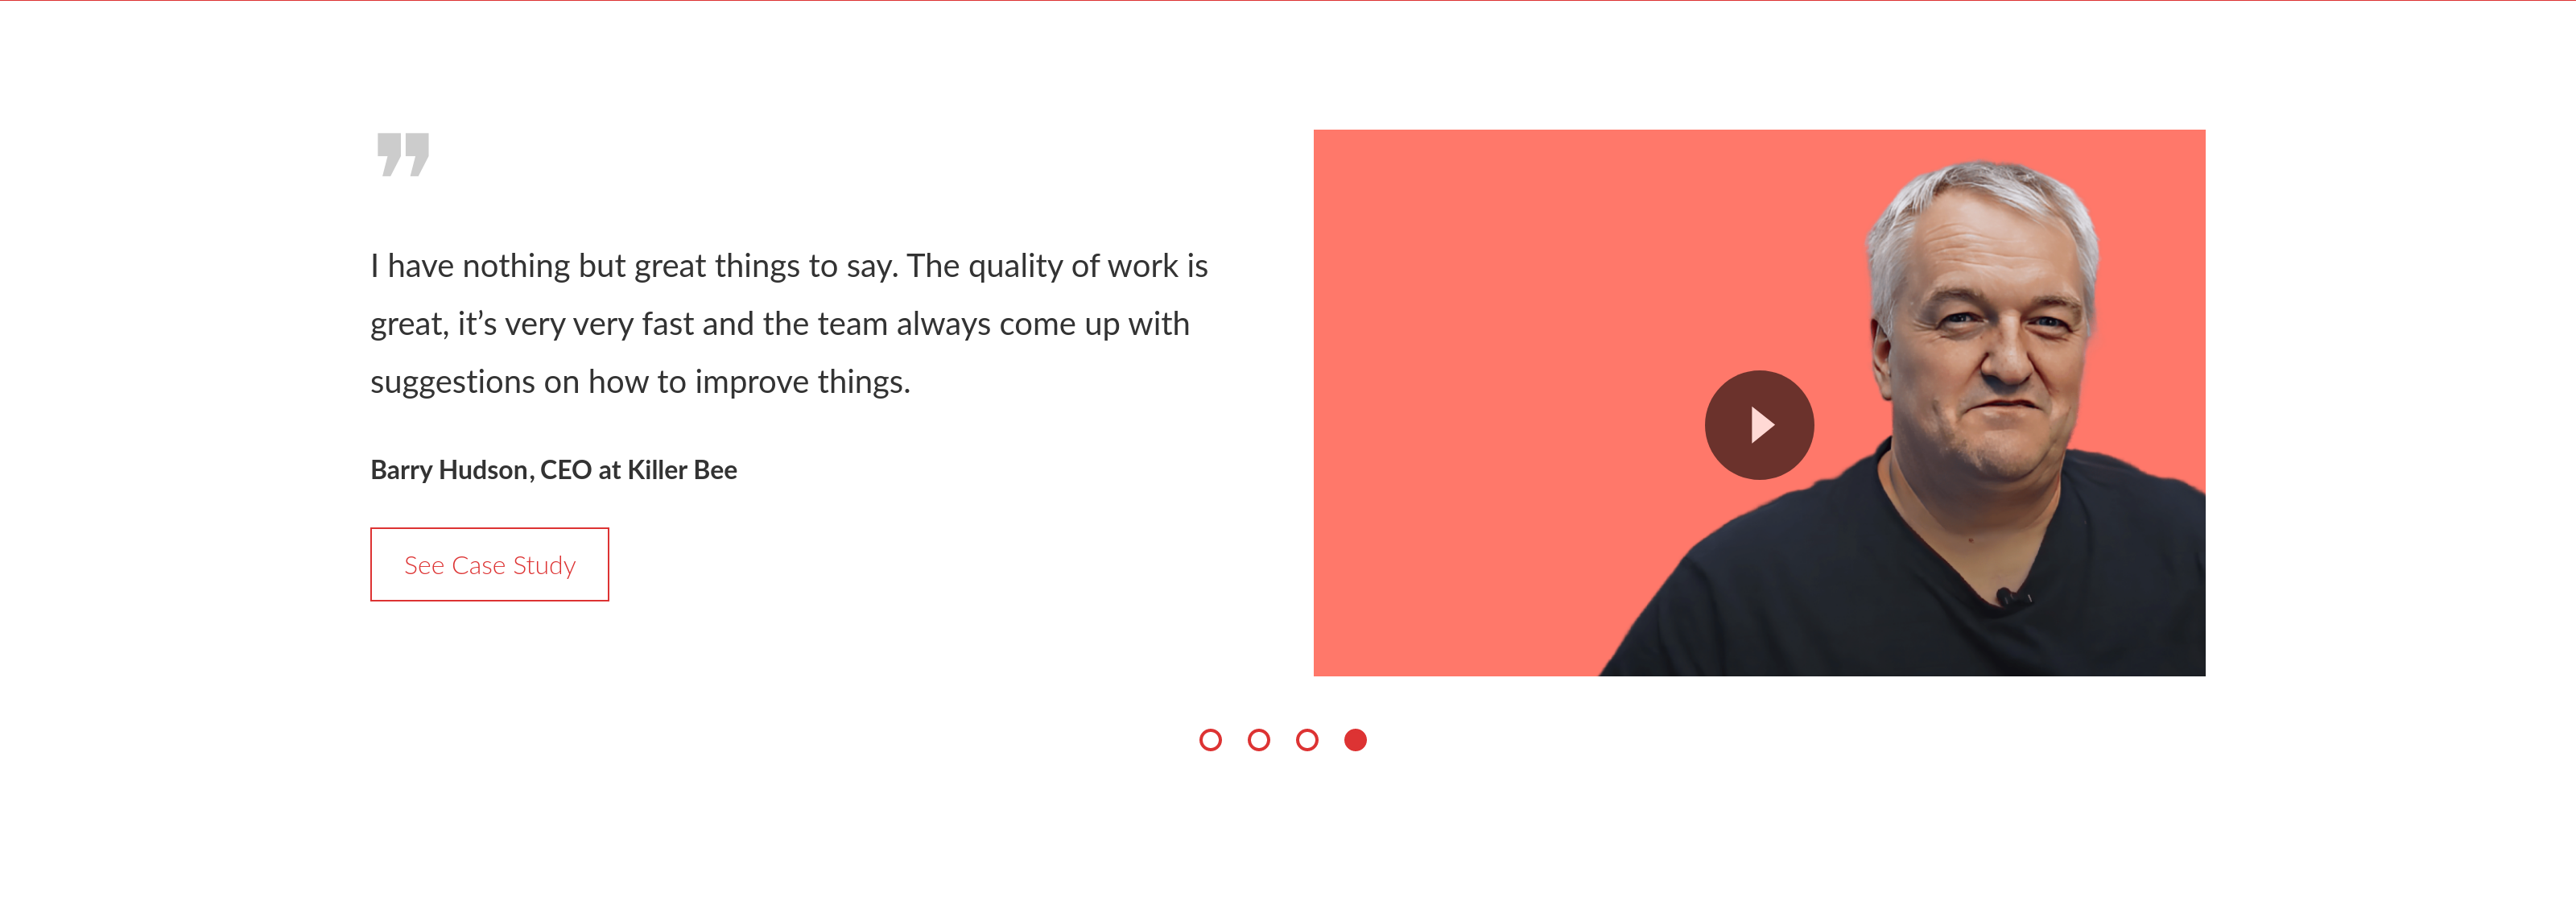 ”
I have nothing but great things to say. The quality of work is
great, it’s very very fast and the team always come up with
suggestions on how to improve things.
Barry Hudson, CEO at Killer Bee
See Case Study